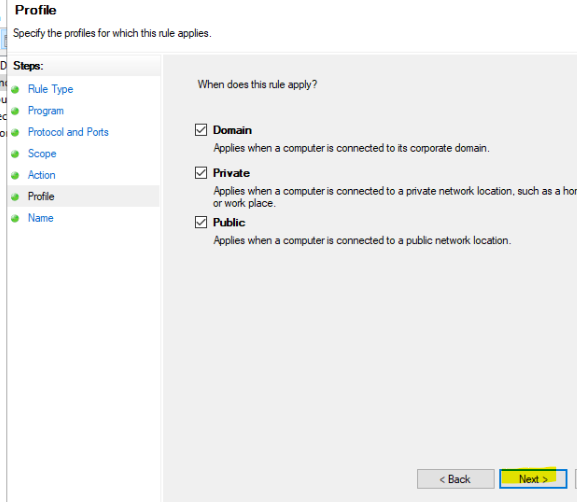 Profile
Specify the profiles for which this rule applies.
Steps:
Rule Type
Program
Protocol and Ports
Scope
Action
Profile
Name
When does this rule apply?
Domain
Applies when a computer is connected to its corporate domain.
Private
Applies when a computer is connected to a private network location, such as a
or work place.
Public
Applies when a computer is connected to a public network location.
< Back
Next >